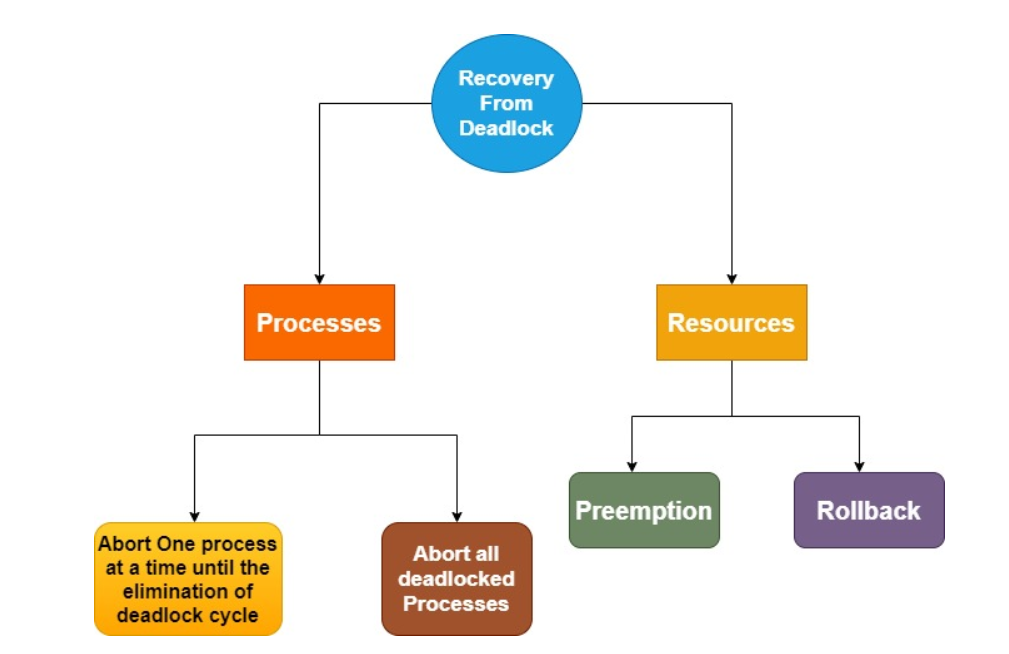 Recovery
From
Deadlock
Processes
Resources
Preemption
Rollback
Abort One process
at a time until the
elimination of
deadlock cycle
Abort all
deadlocked
Processes